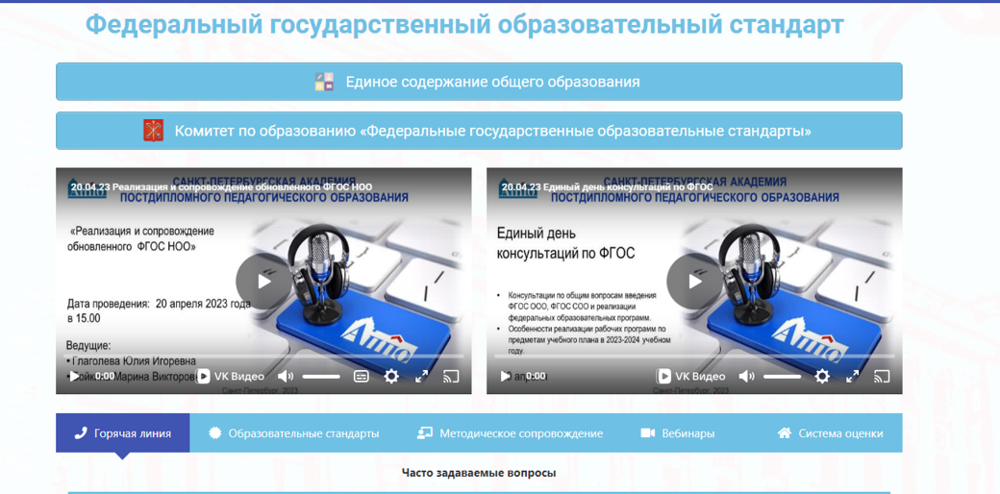 Федеральный государственный образовательный стандарт
Единое содержание общего образования
Комитет по образованию «Федеральные государственные образовательные стандарты»
20.04.23 Реализация и сопровождение обновленного ФГОС НОО
САНКТ-ПЕТЕРБУРГСКАЯ АКАДЕМИЯ
ПОСТДИПЛОМНОГО ПЕДАГОГИЧЕСКОГО ОБРАЗОВАНИЯ
«Реализация и сопровождение
обновленного ФГОС НОО»
Дата проведения: 20 апреля 2023 года
в 15.00
Ведущие:
• Глаголева Юлия Игоревна
Марина
0:00
VK Видео
Санкт-Петербург, 2023
АППО
20.04.23 Единый день консультаций по ФГОС
САНКТ-ПЕТЕРБУРГСКАЯ АКАДЕМИЯ
ПОСТДИПЛОМНОГО ПЕДАГОГИЧЕСКОГО ОБРАЗОВАНИЯ
Единый день
консультаций по ФГОС
• Консультации по общим вопросам введения
ФГОС ООО, ФГОС СОО и реализации
федеральных образовательных программ.
• Особенности реализации рабочих программ по
предметам учебного плана в 2023-2024 учебном
году.
апреля
0:00
VK Видео
Санкт-Петербург, 2023
АППО
Горячая линия
Образовательные стандарты
Методическое сопровождение
Вебинары
Система оценки
Часто задаваемые вопросы